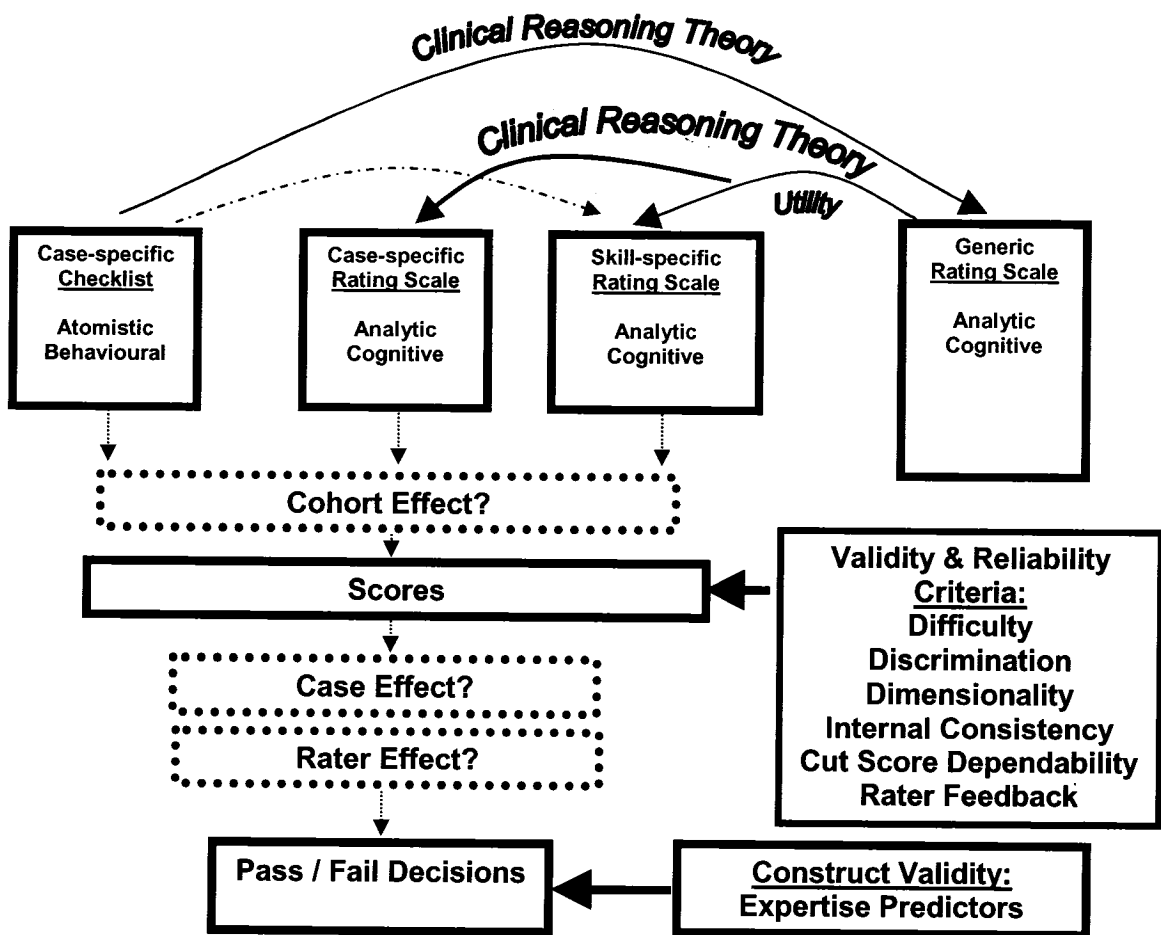 Clinical Reasoning Theory
Clinical Reasoning Theory
Utility
Case-specific
Checklist
Atomistic
Behavioural
Case-specific
Rating Scale
Analytic
Cognitive
Skill-specific
Rating Scale
Analytic
Cognitive
Generic
Rating Scale
Analytic
Cognitive
Cohort Effect?
Scores
Validity & Reliability
Criteria:
Difficulty
Discrimination
Dimensionality
Internal Consistency
Cut Score Dependability
Rater Feedback
Case Effect?
Rater Effect?
Pass / Fail Decisions
Construct Validity:
Expertise Predictors